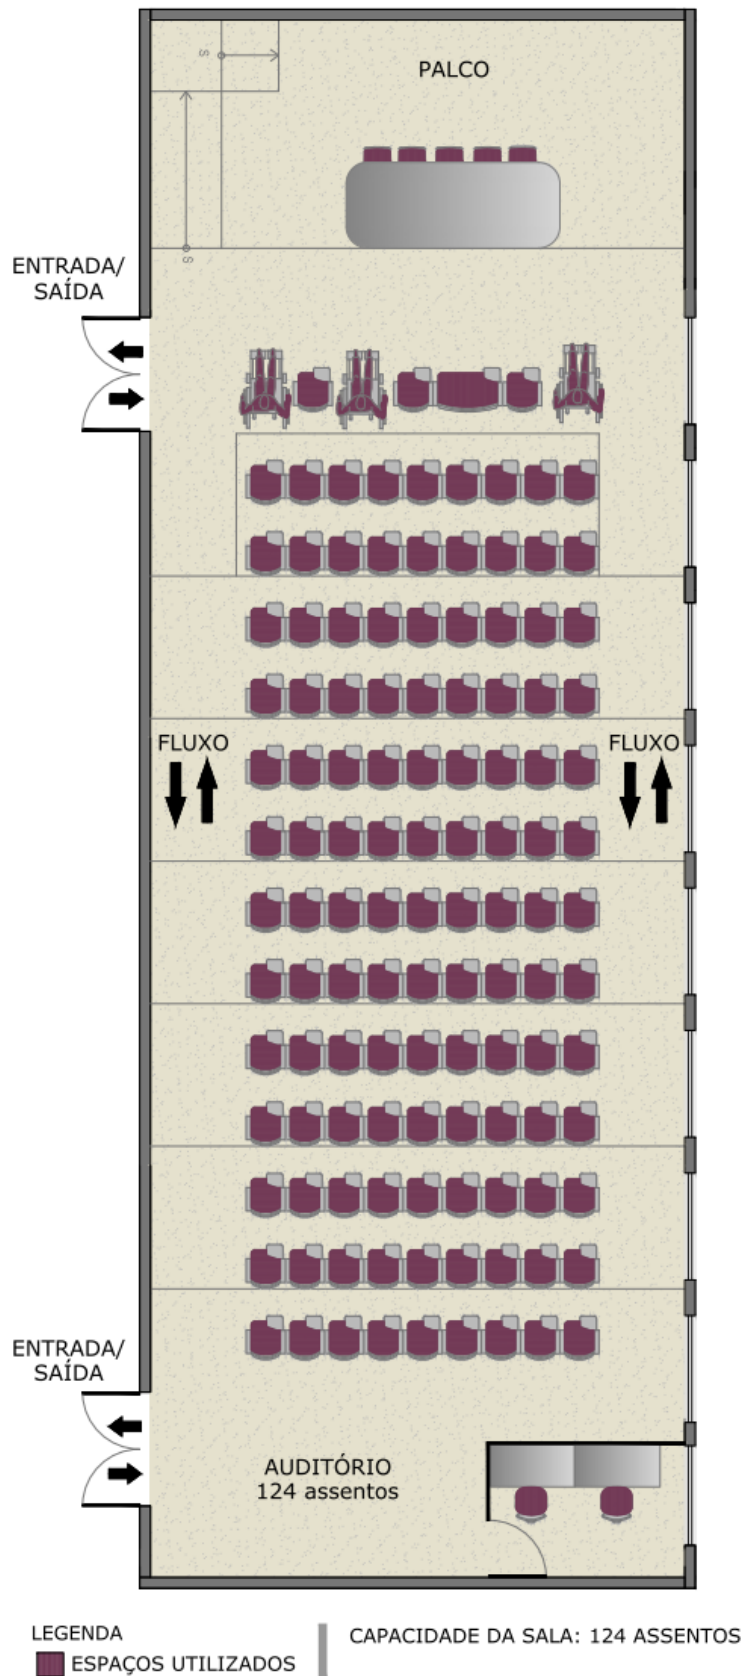 S
PALCO
S
ENTRADA/
SAÍDA
FLUXO
FLUXO
ENTRADA/
SAÍDA
AUDITÓRIO
124 assentos
LEGENDA
ESPAÇOS UTILIZADOS
CAPACIDADE DA SALA: 124 ASSENTOS